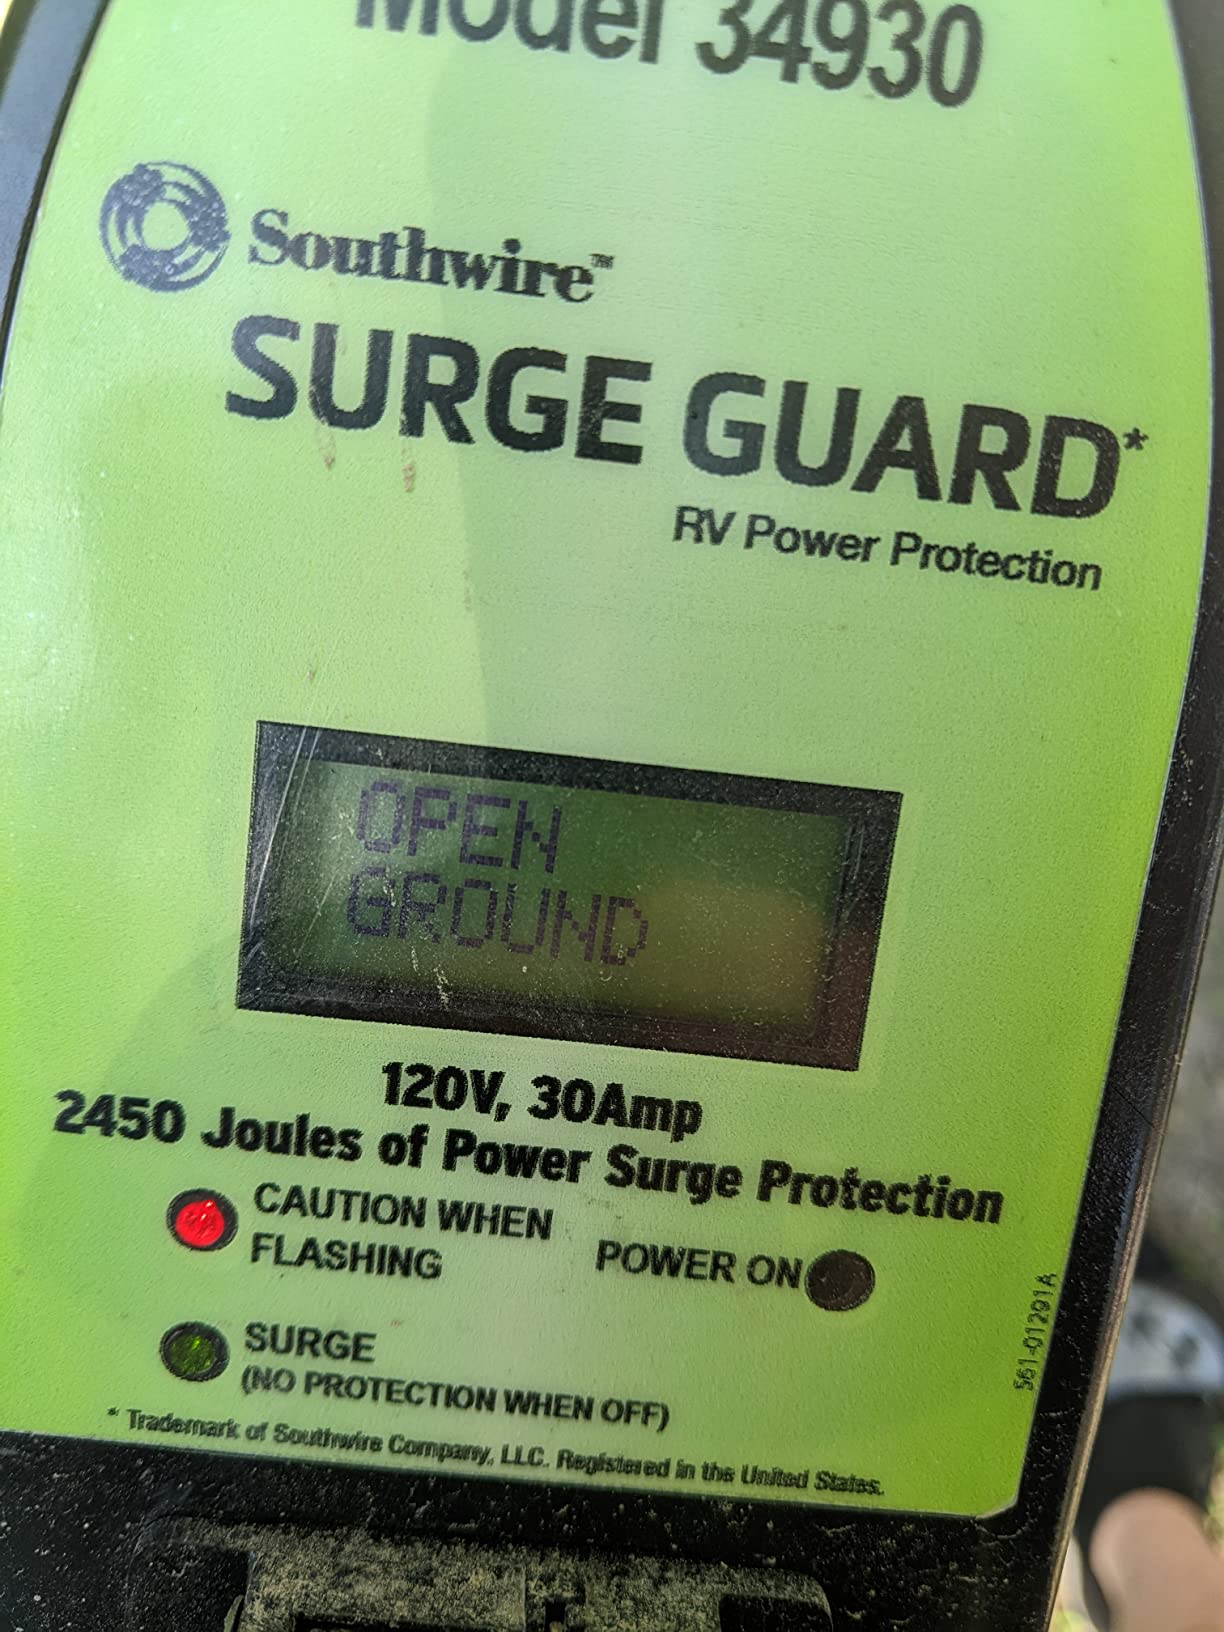 Model 34930
Southwire™
SURGE GUARD*
RV Power Protection
OPEN
GROUND
120V, 30Amp
2450 Joules of Power Surge Protection
CAUTION WHEN
FLASHING
POWER ON
SURGE
(NO PROTECTION WHEN OFF)
* Trademark of Southwire Company, LLC. Registered in the United States.
561-01291A